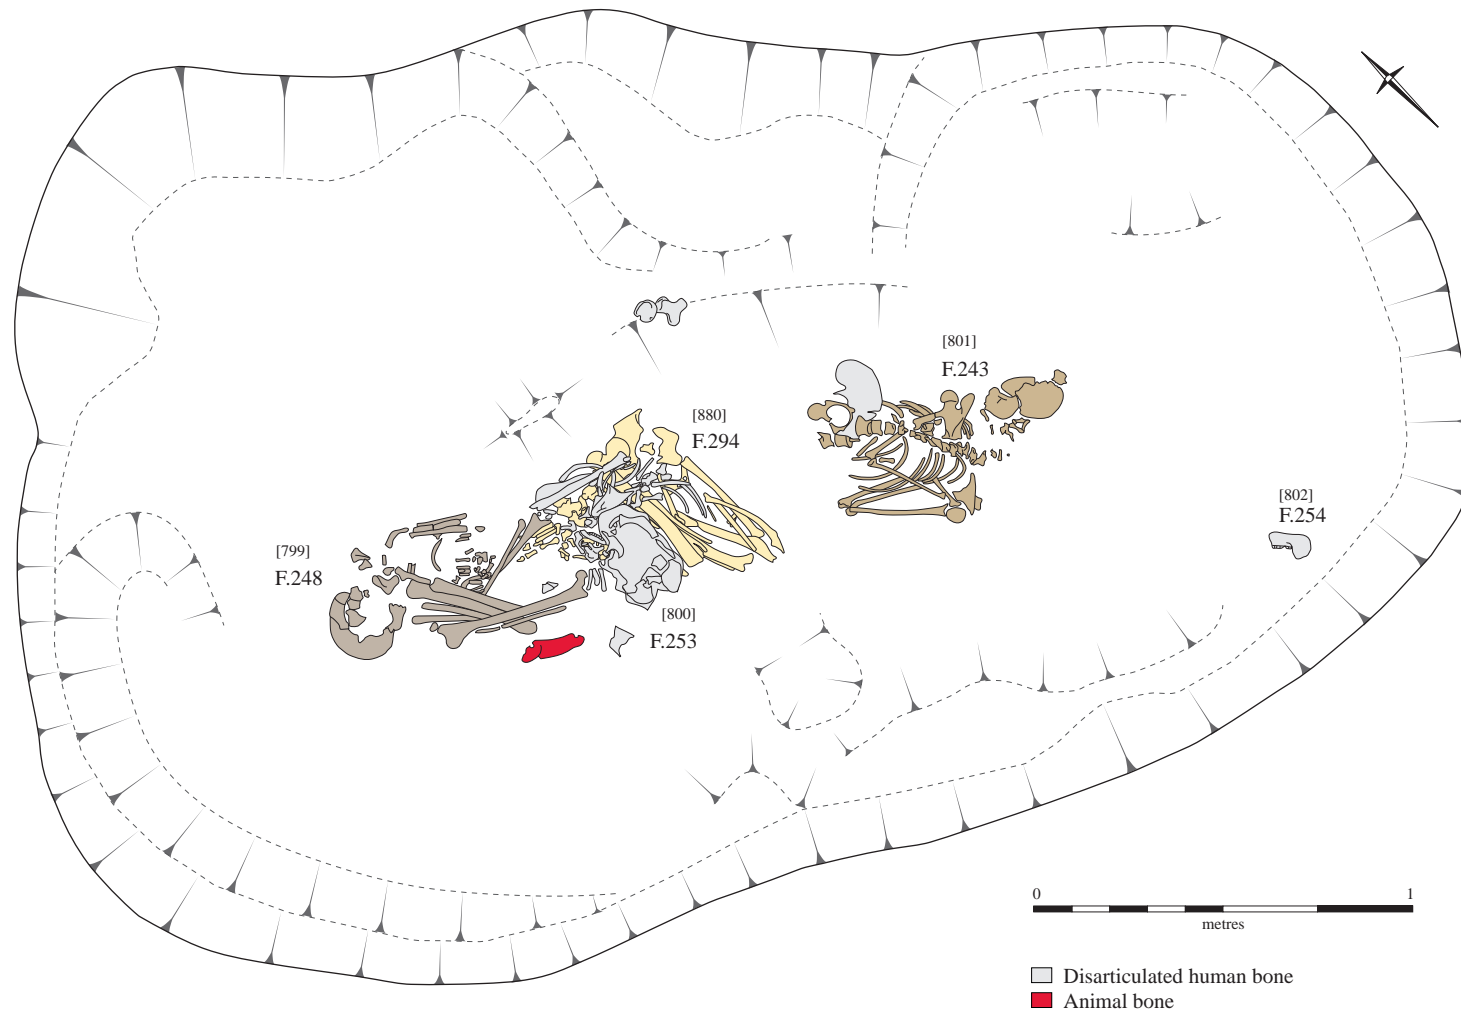 [801]
F.243
[880]
F.294
[802]
F.254
[799]
F.248
[800]
F.253
0 1
metres
Disarticulated human bone
Animal bone